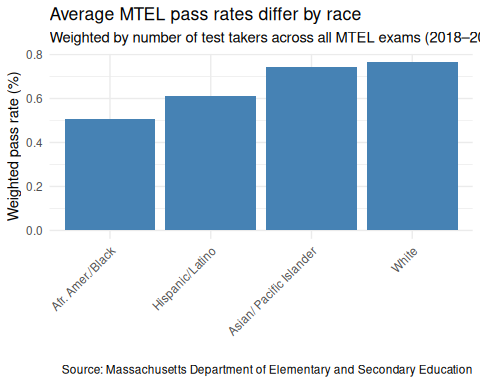 Average MTEL pass rates differ by race
Weighted by number of test takers across all MTEL exams (2018–20
Weighted pass rate (%)
0.8
0.6
0.4
0.2
0.0
Afr. Amer./Black
Hispanic/Latino
Asian/ Pacific Islander
White
Source: Massachusetts Department of Elementary and Secondary Education